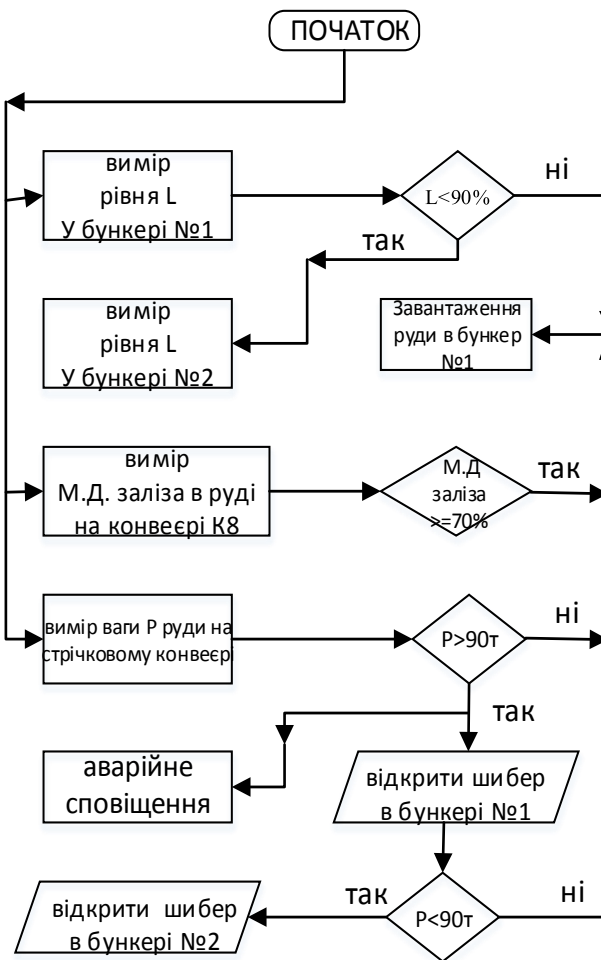 ПОЧАТОК
вимір
рівня L
У бункері №1
L<90%
ні
так
вимір
рівня L
У бункері №2
Завантаження
руди в бункер
№1
вимір
М.Д. заліза в руді
на конвеєрі К8
М.Д
заліза
>=70%
так
вимір ваги Р руди на
стрічковому конвеєрі
Р>90т
ні
так
аварійне
сповіщення
відкрити шибер
в бункері №1
відкрити шибер
в бункері №2
так
Р<90т
ні